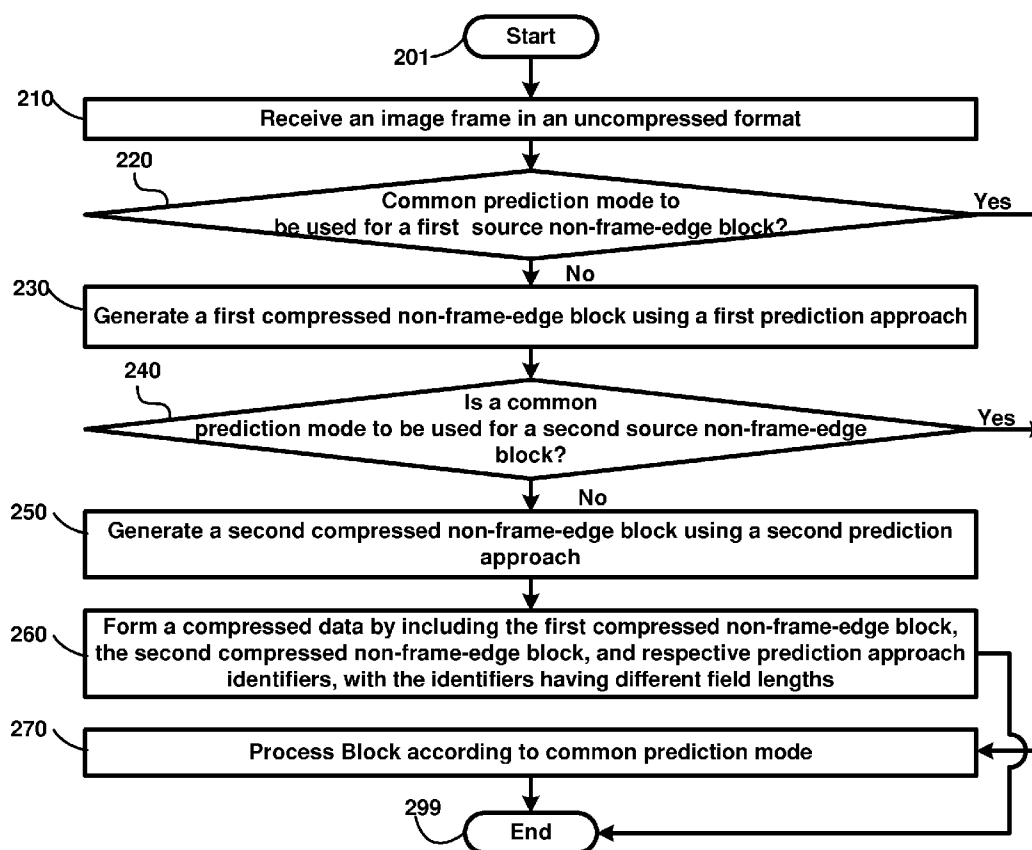 Start
201
210
Receive an image frame in an uncompressed format
220
Common prediction mode to
be used for a first source non-frame-edge block?
Yes
No
230
Generate a first compressed non-frame-edge block using a first prediction approach
240
Is a common
prediction mode to be used for a second source non-frame-edge
block?
Yes
No
250
Generate a second compressed non-frame-edge block using a second prediction
approach
260
Form a compressed data by including the first compressed non-frame-edge block,
the second compressed non-frame-edge block, and respective prediction approach
identifiers, with the identifiers having different field lengths
270
Process Block according to common prediction mode
299
End